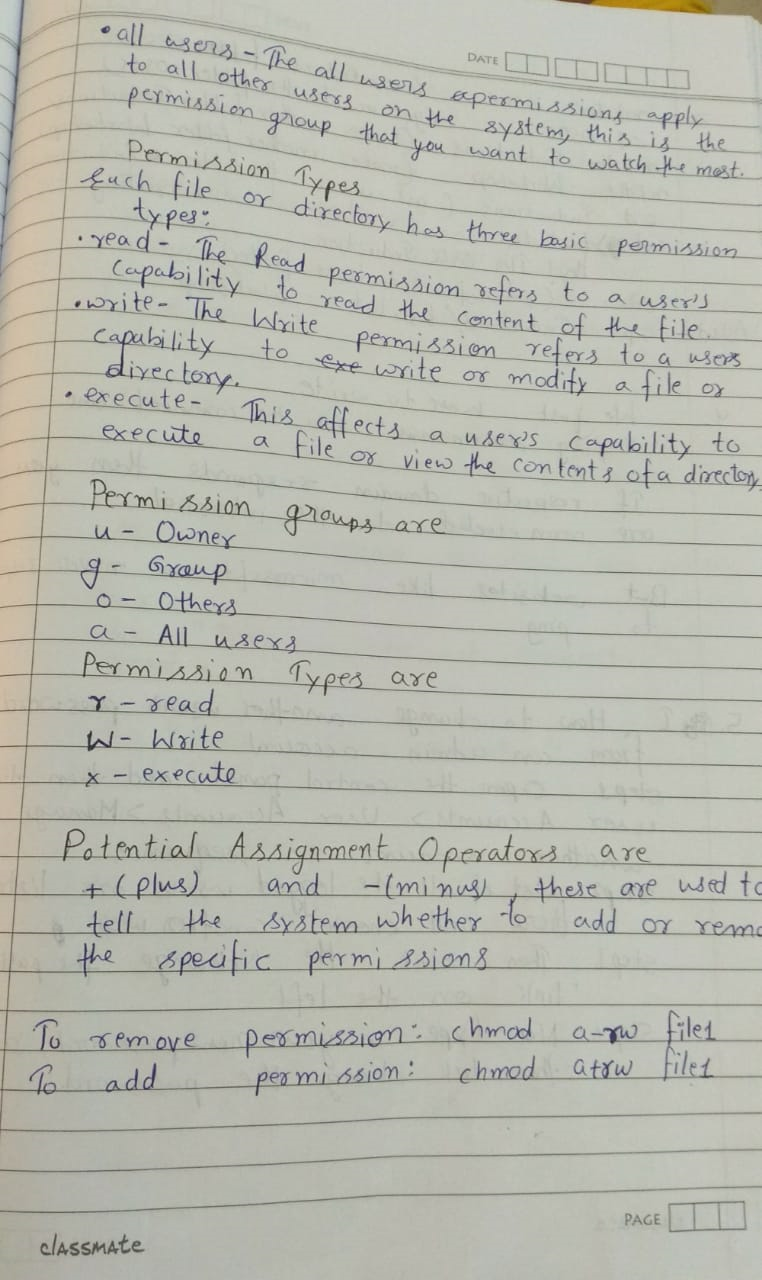 DATE
• all users - The all users apermissions apply
to all other users on the system, this is the
permission group that you want to watch the most.
Permission Types
Each file or directory has three basic permission
types:
• read - The Read permission refers to a user's
capability to read the content of the file.
• write - The Write permission refers to a users
capability to exe write or modify a file or
directory.
• execute - This affects a user's capability to
execute a file or view the contents of a directory.
Permission groups are
u - Owner
g - Group
o - Others
a - All users
Permission Types are
r - read
W - Write
x - execute
Potential Assignment Operators are
+ (plus) and - (minus), these are used to
tell the system whether to add or remo
the specific permissions
To remove permission: chmod a-rw file1
To add permission: chmod a+rw file1
PAGE
classmate